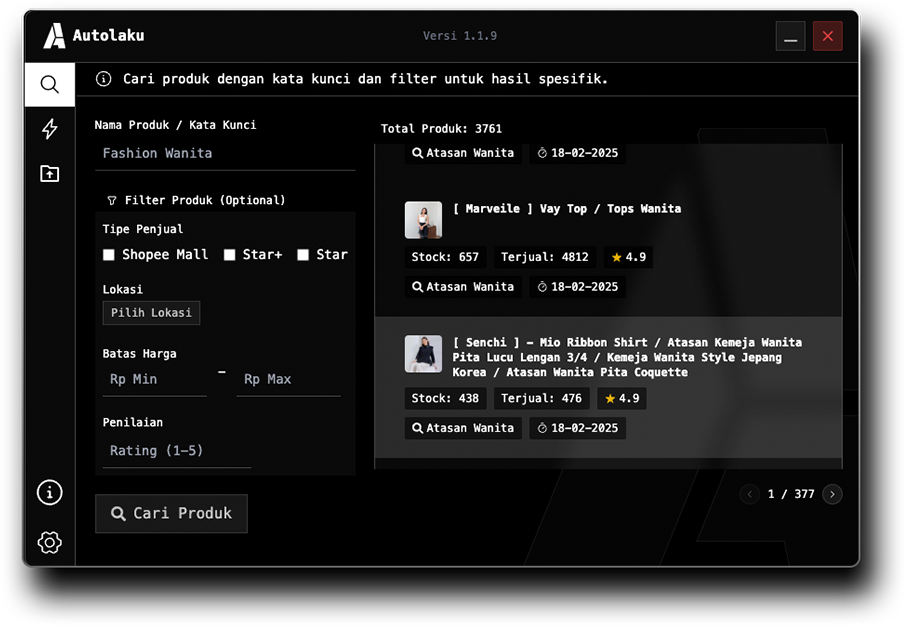 Autolaku
Versi 1.1.9
Cari produk dengan kata kunci dan filter untuk hasil spesifik.
Nama Produk / Kata Kunci
Fashion Wanita
Filter Produk (Optional)
Tipe Penjual
Shopee Mall Star+ Star
Lokasi
Pilih Lokasi
Batas Harga
Rp Min – Rp Max
Penilaian
Rating (1–5)
Cari Produk
Total Produk: 3761
Atasan Wanita 18-02-2025
[ Marveile ] Vay Top / Tops Wanita
Stock: 657 Terjual: 4812 4.9
Atasan Wanita 18-02-2025
[ Senchi ] – Mio Ribbon Shirt / Atasan Kemeja Wanita
Pita Lucu Lengan 3/4 / Kemeja Wanita Style Jepang
Korea / Atasan Wanita Pita Coquette
Stock: 438 Terjual: 476 4.9
Atasan Wanita 18-02-2025
1 / 377